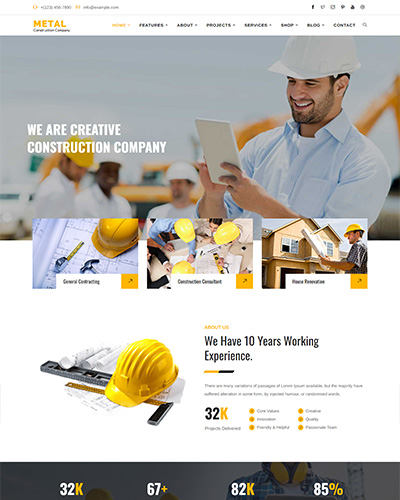 +(123) 456-7890 info@example.com
METAL
Construction Company
HOME FEATURES ABOUT PROJECTS SERVICES SHOP BLOG CONTACT
WE ARE CREATIVE
CONSTRUCTION COMPANY
General Contracting
Construction Consultant
House Renovation
ABOUT US
We Have 10 Years Working
Experience.
There are many variations of passages of Lorem Ipsum available, but the majority have
suffered alteration in some form, by injected humour, or randomised words.
32K
Projects Delivered
Core Values
Creative
Innovation
Quality
Friendly & Helpful
Passionate Team
32K 67+ 82K 85%